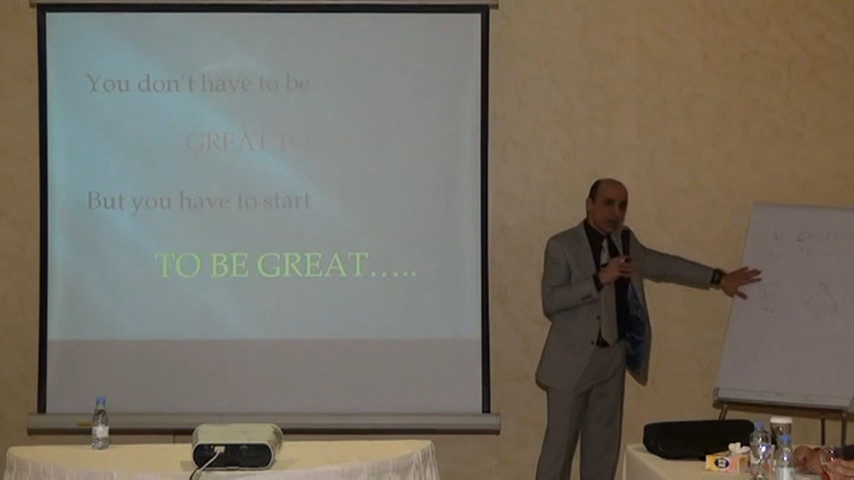 You don't have to be
GREAT
But you have to start
TO BE GREAT.....